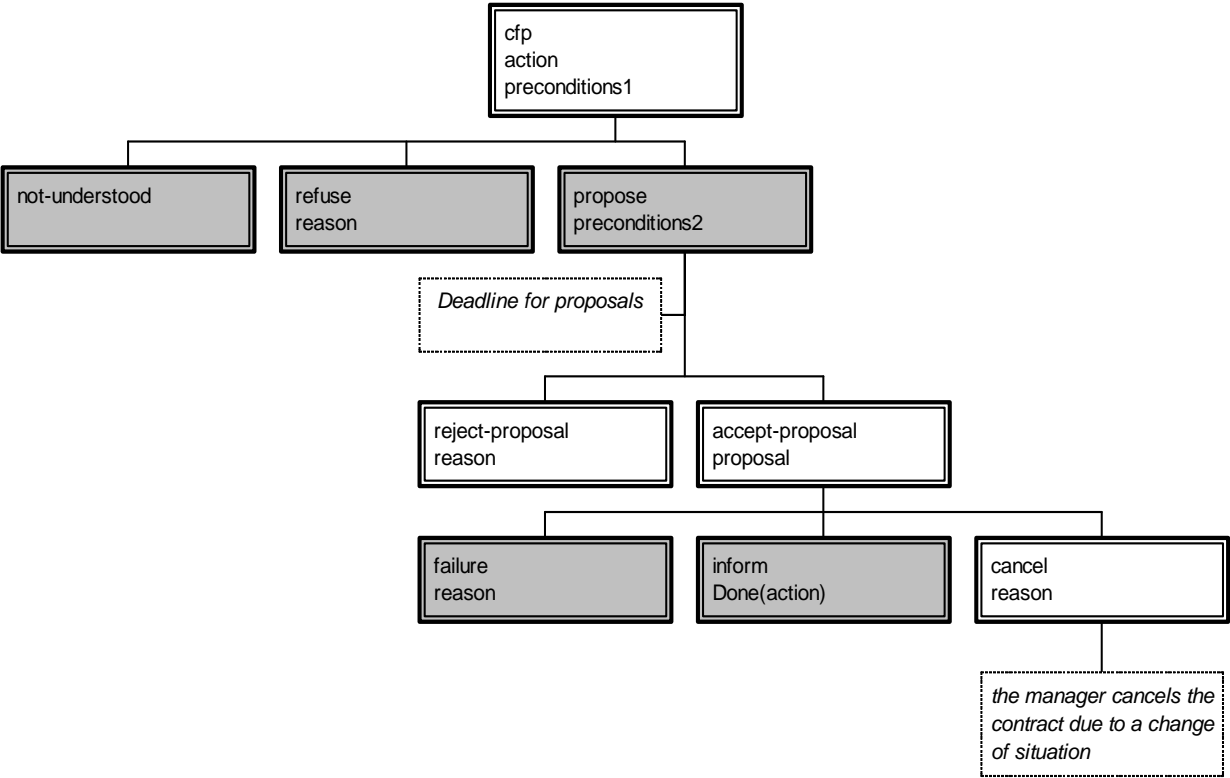 cfp
action
preconditions1
not-understood
refuse
reason
propose
preconditions2
Deadline for proposals
reject-proposal
reason
accept-proposal
proposal
failure
reason
inform
Done(action)
cancel
reason
the manager cancels the
contract due to a change
of situation